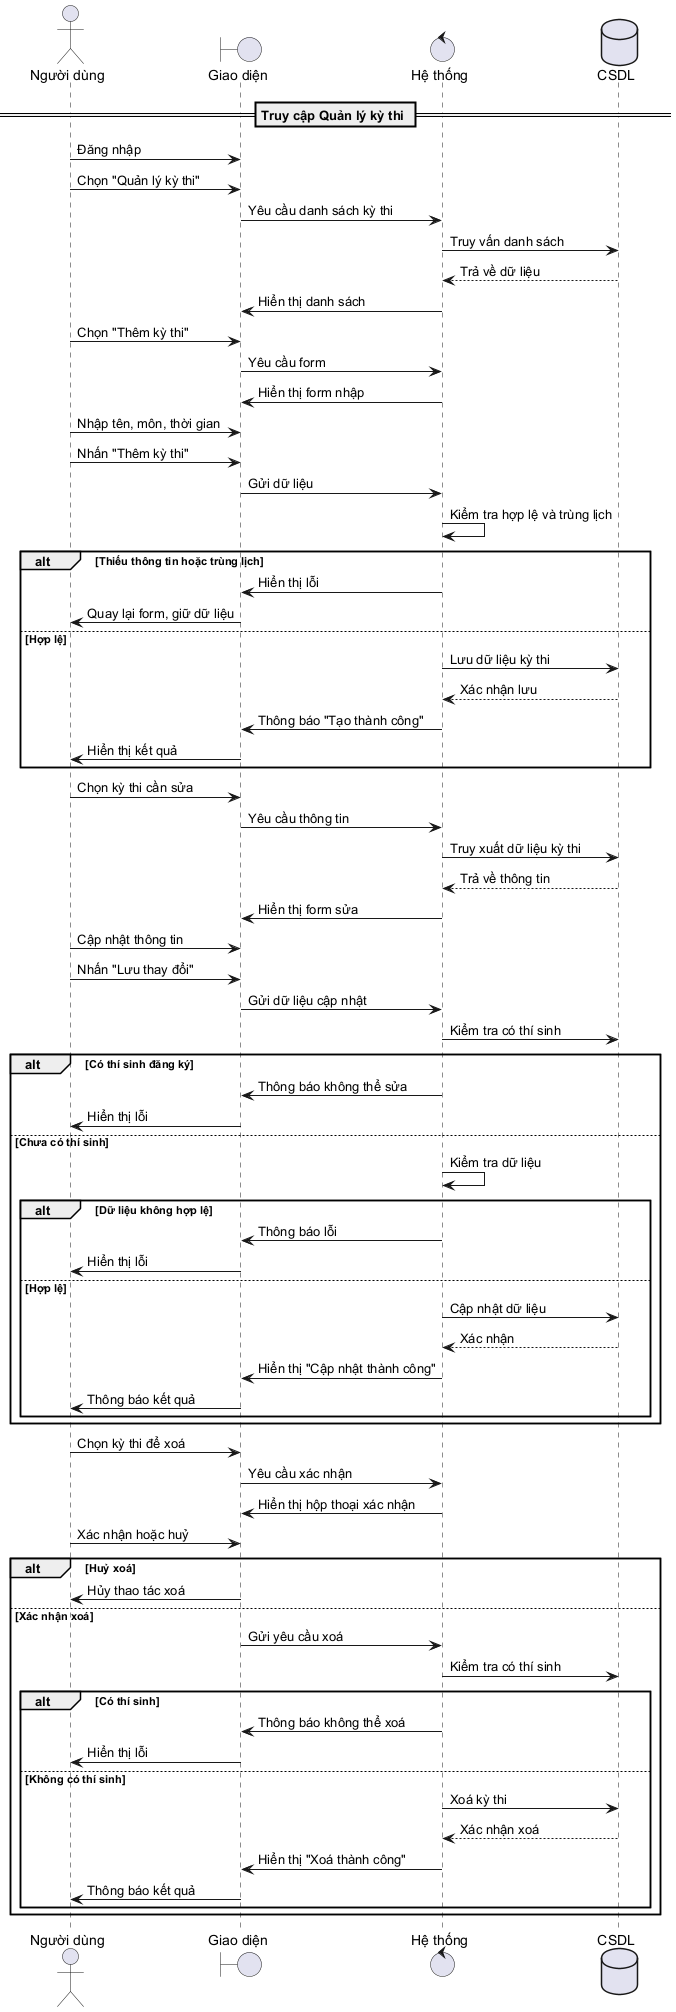 Người dùng
Giao diện
Hệ thống
CSDL
Truy cập Quản lý kỳ thi
Đăng nhập
Chọn "Quản lý kỳ thi"
Yêu cầu danh sách kỳ thi
Truy vấn danh sách
Trả về dữ liệu
Hiển thị danh sách
Chọn "Thêm kỳ thi"
Yêu cầu form
Hiển thị form nhập
Nhập tên, môn, thời gian
Nhấn "Thêm kỳ thi"
Gửi dữ liệu
Kiểm tra hợp lệ và trùng lịch
alt [Thiếu thông tin hoặc trùng lịch]
Hiển thị lỗi
Quay lại form, giữ dữ liệu
[Hợp lệ]
Lưu dữ liệu kỳ thi
Xác nhận lưu
Thông báo "Tạo thành công"
Hiển thị kết quả
Chọn kỳ thi cần sửa
Yêu cầu thông tin
Truy xuất dữ liệu kỳ thi
Trả về thông tin
Hiển thị form sửa
Cập nhật thông tin
Nhấn "Lưu thay đổi"
Gửi dữ liệu cập nhật
Kiểm tra có thí sinh
alt [Có thí sinh đăng ký]
Thông báo không thể sửa
Hiển thị lỗi
[Chưa có thí sinh]
Kiểm tra dữ liệu
alt [Dữ liệu không hợp lệ]
Thông báo lỗi
Hiển thị lỗi
[Hợp lệ]
Cập nhật dữ liệu
Xác nhận
Hiển thị "Cập nhật thành công"
Thông báo kết quả
Chọn kỳ thi để xoá
Yêu cầu xác nhận
Hiển thị hộp thoại xác nhận
Xác nhận hoặc huỷ
alt [Huỷ xoá]
Hủy thao tác xoá
[Xác nhận xoá]
Gửi yêu cầu xoá
Kiểm tra có thí sinh
alt [Có thí sinh]
Thông báo không thể xoá
Hiển thị lỗi
[Không có thí sinh]
Xoá kỳ thi
Xác nhận xoá
Hiển thị "Xoá thành công"
Thông báo kết quả
Người dùng
Giao diện
Hệ thống
CSDL